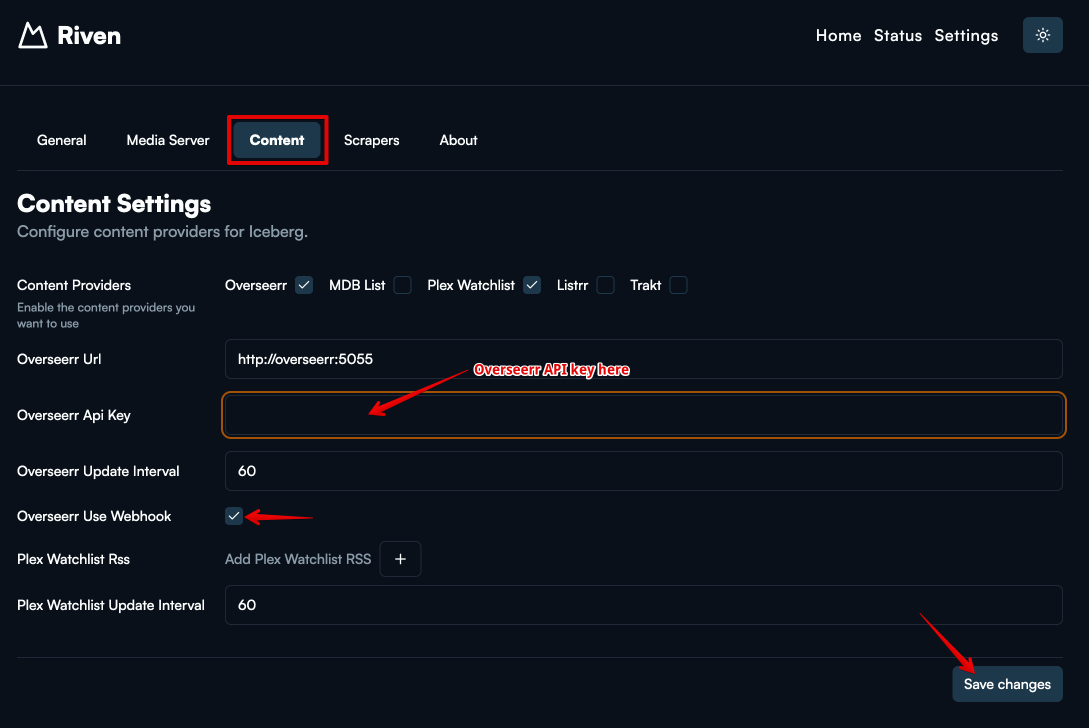 Riven
Home Status Settings
General Media Server Content Scrapers About
Content Settings
Configure content providers for Iceberg.
Content Providers
Enable the content providers you
want to use
Overseerr MDB List Plex Watchlist Listrr Trakt
Overseerr Url
http://overseerr:5055
Overseerr API key here
Overseerr Api Key
Overseerr Update Interval
60
Overseerr Use Webhook
Plex Watchlist Rss
Add Plex Watchlist RSS +
Plex Watchlist Update Interval
60
Save changes